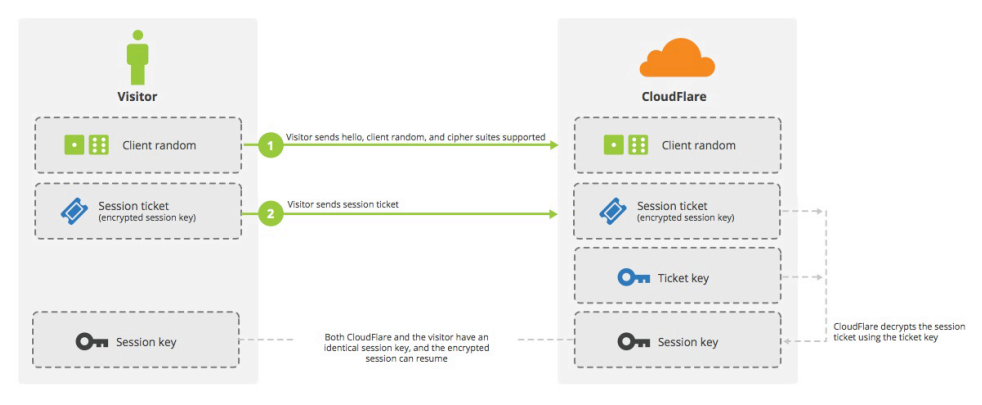 Visitor
CloudFlare
Client random
1
Visitor sends hello, client random, and cipher suites supported
Client random
Session ticket
(encrypted session key)
2
Visitor sends session ticket
Session ticket
(encrypted session key)
Ticket key
Session key
Both CloudFlare and the visitor have an
identical session key, and the encrypted
session can resume
Session key
CloudFlare decrypts the session
ticket using the ticket key